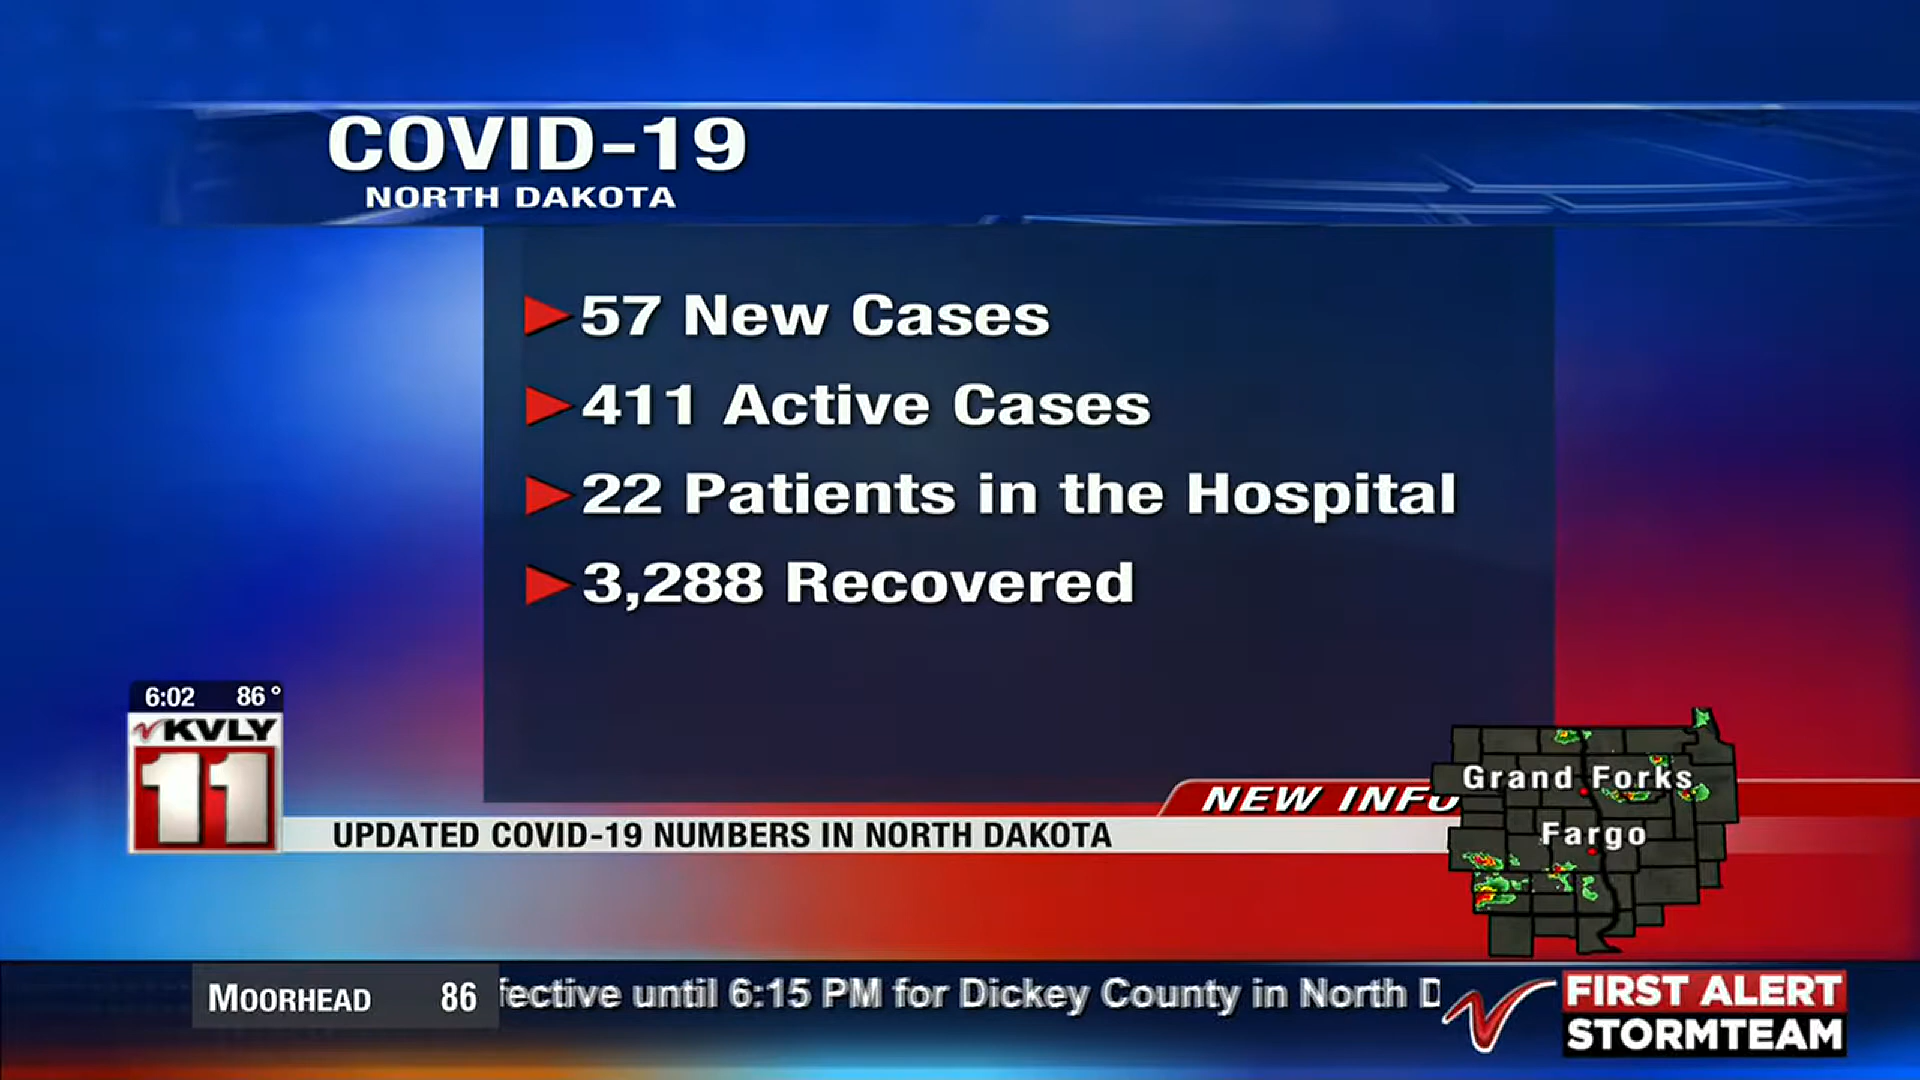 COVID-19
NORTH DAKOTA
57 New Cases
411 Active Cases
22 Patients in the Hospital
3,288 Recovered
6:02 86°
KVLY
11
NEW INFO
UPDATED COVID-19 NUMBERS IN NORTH DAKOTA
Grand Forks
Fargo
MOORHEAD 86
fective until 6:15 PM for Dickey County in North D
FIRST ALERT
STORMTEAM